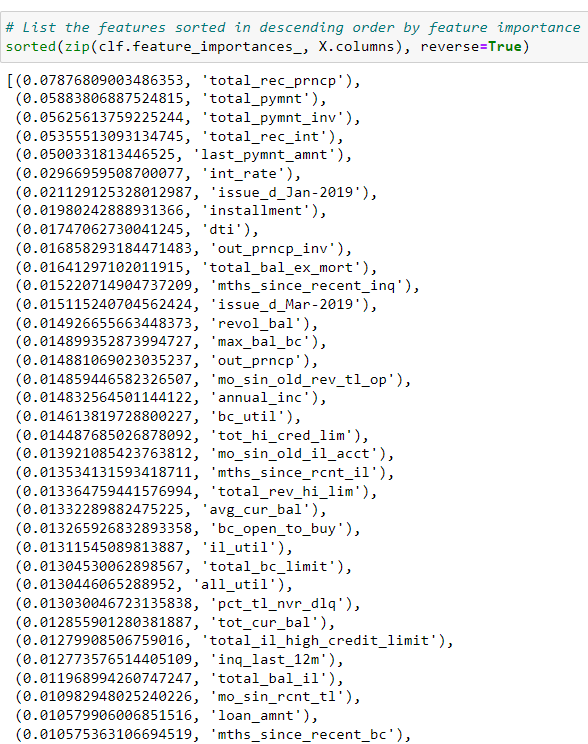 # List the features sorted in descending order by feature importance
sorted(zip(clf.feature_importances_, X.columns), reverse=True)
[(0.07876809003486353, 'total_rec_prncp'),
(0.05883806887524815, 'total_pymnt'),
(0.05625613759225244, 'total_pymnt_inv'),
(0.05355513093134745, 'total_rec_int'),
(0.0500331813446525, 'last_pymnt_amnt'),
(0.02966959508700077, 'int_rate'),
(0.021129125328012987, 'issue_d_Jan-2019'),
(0.01980242888931366, 'installment'),
(0.01747062730041245, 'dti'),
(0.016858293184471483, 'out_prncp_inv'),
(0.01641297102011915, 'total_bal_ex_mort'),
(0.015220714904737209, 'mths_since_recent_inq'),
(0.015115240704562424, 'issue_d_Mar-2019'),
(0.014926655663448373, 'revol_bal'),
(0.014899352873994727, 'max_bal_bc'),
(0.014881069023035237, 'out_prncp'),
(0.014859446582326507, 'mo_sin_old_rev_tl_op'),
(0.014832564501144122, 'annual_inc'),
(0.014613819728800227, 'bc_util'),
(0.014487685026878092, 'tot_hi_cred_lim'),
(0.013921085423763812, 'mo_sin_old_il_acct'),
(0.013534131593418711, 'mths_since_rcnt_il'),
(0.013364759441576994, 'total_rev_hi_lim'),
(0.01332289882475225, 'avg_cur_bal'),
(0.013265926832893358, 'bc_open_to_buy'),
(0.01311545089813887, 'il_util'),
(0.01304530062898567, 'total_bc_limit'),
(0.0130446065288952, 'all_util'),
(0.013030046723135838, 'pct_tl_nvr_dlq'),
(0.012855901280381887, 'tot_cur_bal'),
(0.01279908506759016, 'total_il_high_credit_limit'),
(0.012773576514405109, 'inq_last_12m'),
(0.011968994260747247, 'total_bal_il'),
(0.010982948025240226, 'mo_sin_rcnt_tl'),
(0.010579906006851516, 'loan_amnt'),
(0.010575363106694519, 'mths_since_recent_bc'),